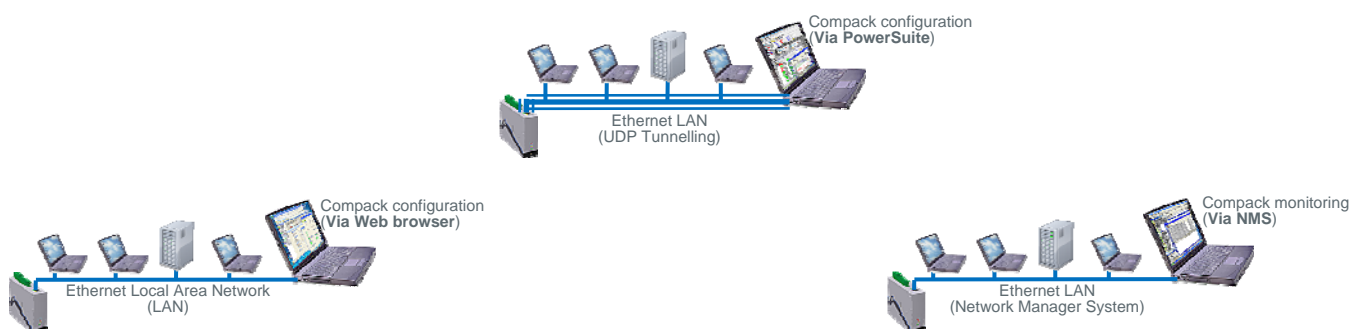 Compack configuration
(Via PowerSuite)
Ethernet LAN
(UDP Tunnelling)
Compack configuration
(Via Web browser)
Ethernet Local Area Network
(LAN)
Compack monitoring
(Via NMS)
Ethernet LAN
(Network Manager System)